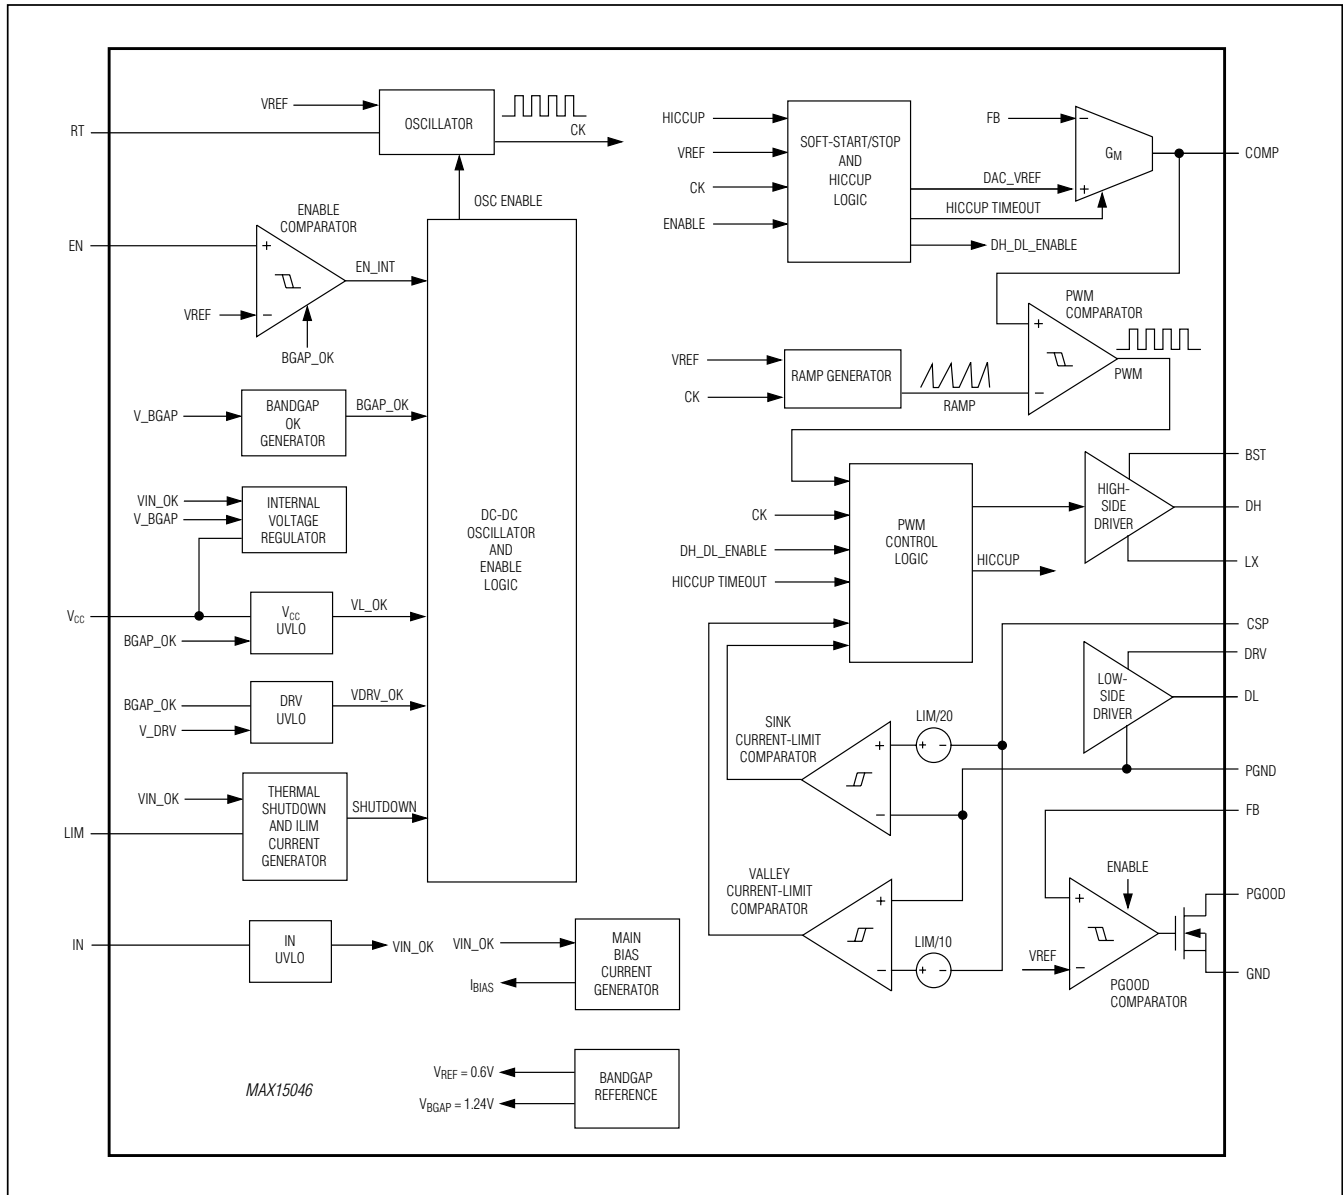 VREF
RT
OSCILLATOR
CK
OSC ENABLE
ENABLE
COMPARATOR
EN
+
EN_INT
VREF
−
BGAP_OK
V_BGAP
BANDGAP
OK
GENERATOR
BGAP_OK
VIN_OK
V_BGAP
INTERNAL
VOLTAGE
REGULATOR
DC-DC
OSCILLATOR
AND
ENABLE
LOGIC
VCC
VCC
UVLO
VL_OK
BGAP_OK
BGAP_OK
V_DRV
DRV
UVLO
VDRV_OK
VIN_OK
LIM
THERMAL
SHUTDOWN
AND ILIM
CURRENT
GENERATOR
SHUTDOWN
IN
IN
UVLO
VIN_OK
VIN_OK
IBIAS
MAIN
BIAS
CURRENT
GENERATOR
VREF = 0.6V
VBGAP = 1.24V
BANDGAP
REFERENCE
MAX15046
HICCUP
VREF
CK
ENABLE
SOFT-START/STOP
AND
HICCUP
LOGIC
DAC_VREF
HICCUP TIMEOUT
DH_DL_ENABLE
FB
−
GM
+
COMP
PWM
COMPARATOR
VREF
CK
RAMP GENERATOR
RAMP
+
−
PWM
CK
DH_DL_ENABLE
HICCUP TIMEOUT
PWM
CONTROL
LOGIC
HICCUP
HIGH-
SIDE
DRIVER
BST
DH
LX
CSP
LOW-
SIDE
DRIVER
DRV
DL
PGND
SINK
CURRENT-LIMIT
COMPARATOR
+
−
LIM/20
+ −
VALLEY
CURRENT-LIMIT
COMPARATOR
+
−
LIM/10
+ −
FB
ENABLE
+
VREF
−
PGOOD
COMPARATOR
PGOOD
GND